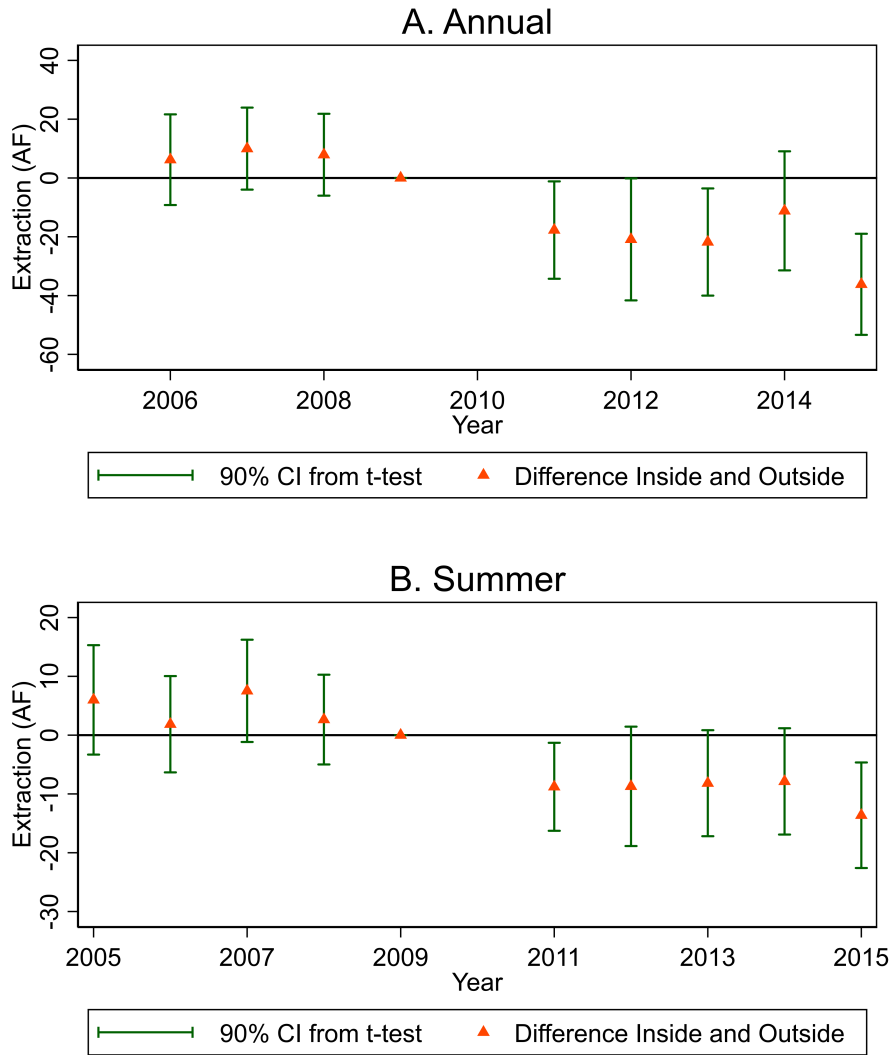 A. Annual
Extraction (AF)
40
20
0
-20
-40
-60
2006 2008 2010 2012 2014
Year
90% CI from t-test Difference Inside and Outside
B. Summer
Extraction (AF)
20
10
0
-10
-20
-30
2005 2007 2009 2011 2013 2015
Year
90% CI from t-test Difference Inside and Outside